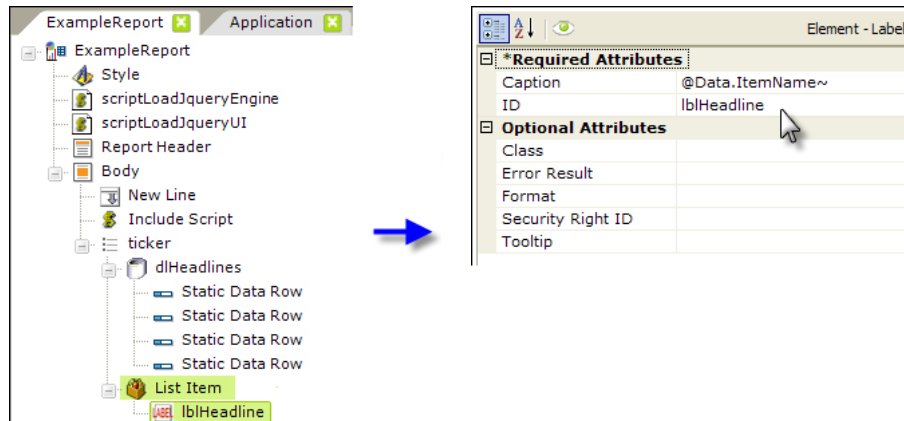 ExampleReport
Application
ExampleReport
Style
scriptLoadJqueryEngine
scriptLoadJqueryUI
Report Header
Body
New Line
Include Script
ticker
dlHeadlines
Static Data Row
Static Data Row
Static Data Row
Static Data Row
List Item
LABEL lblHeadline
A Z
Element - Label
*Required Attributes
Caption @Data.ItemName~
ID lblHeadline
Optional Attributes
Class
Error Result
Format
Security Right ID
Tooltip